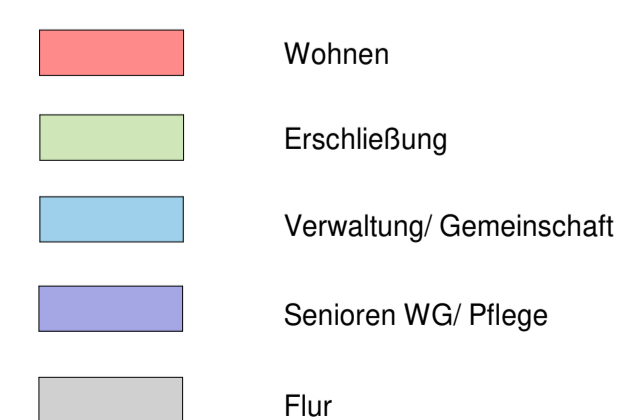 Wohnen
Erschließung
Verwaltung/ Gemeinschaft
Senioren WG/ Pflege
Flur